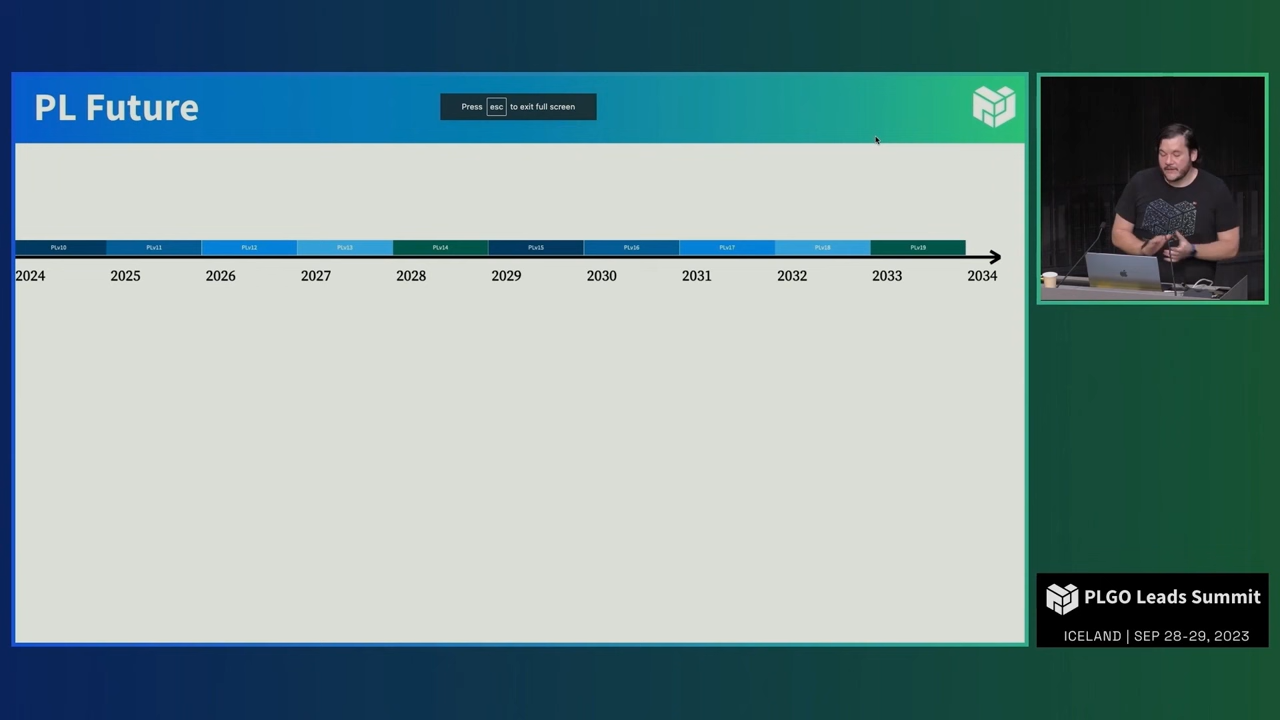 PL Future
Press esc to exit full screen
PLv10 PLv11 PLv12 PLv13 PLv14 PLv15 PLv16 PLv17 PLv18 PLv19
2024 2025 2026 2027 2028 2029 2030 2031 2032 2033 2034
PLGO Leads Summit
ICELAND | SEP 28-29, 2023